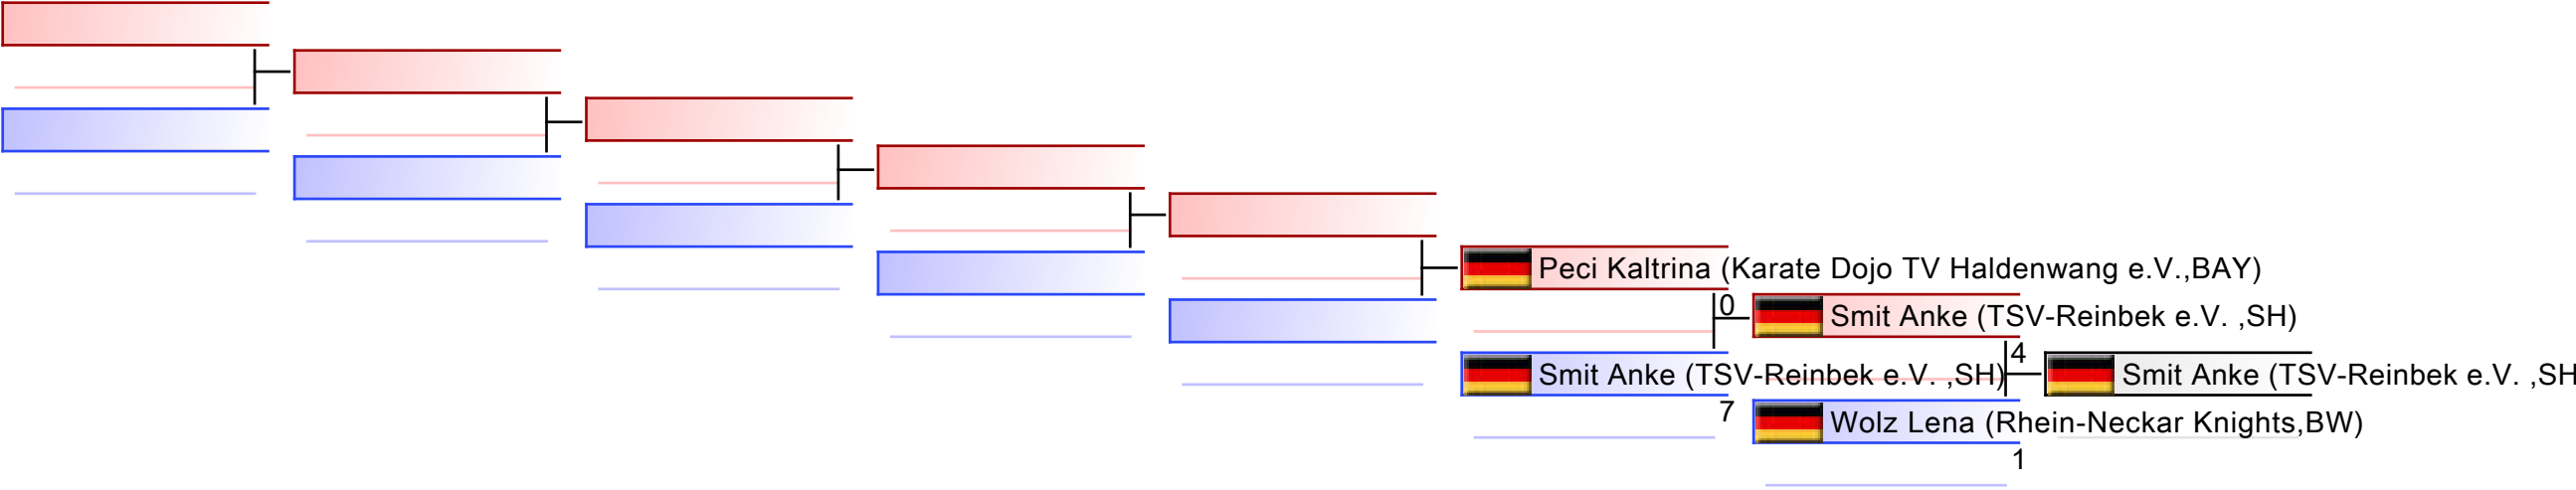 Peci Kaltrina (Karate Dojo TV Haldenwang e.V.,BAY)
0
Smit Anke (TSV-Reinbek e.V. ,SH)
4
Smit Anke (TSV-Reinbek e.V. ,SH)
Smit Anke (TSV-Reinbek e.V. ,SH
7
Wolz Lena (Rhein-Neckar Knights,BW)
1